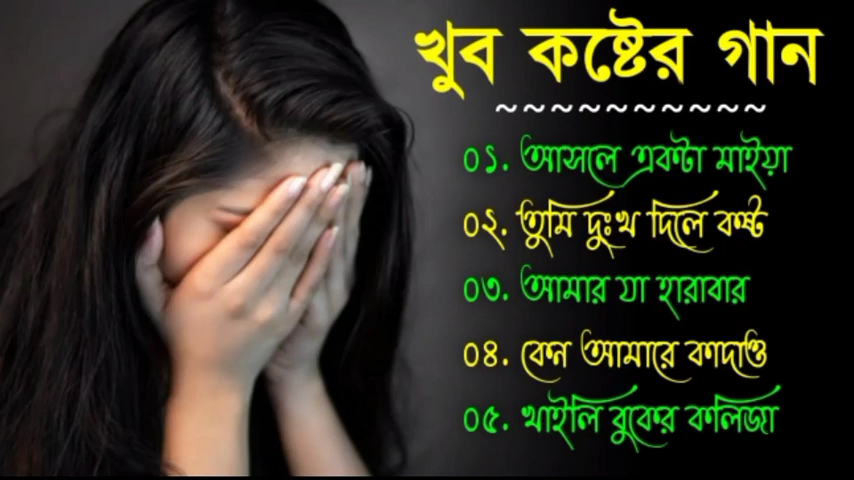 খুব কষ্টের গান
~~~~~~~~~~
০১. আসলে একটা মাইয়া
০২. তুমি দুঃখ দিলে কষ্ট
০৩. আমার যা হারাবার
০৪. কেন আমারে কাদাও
০৫. খাইলি বুকের কলিজা